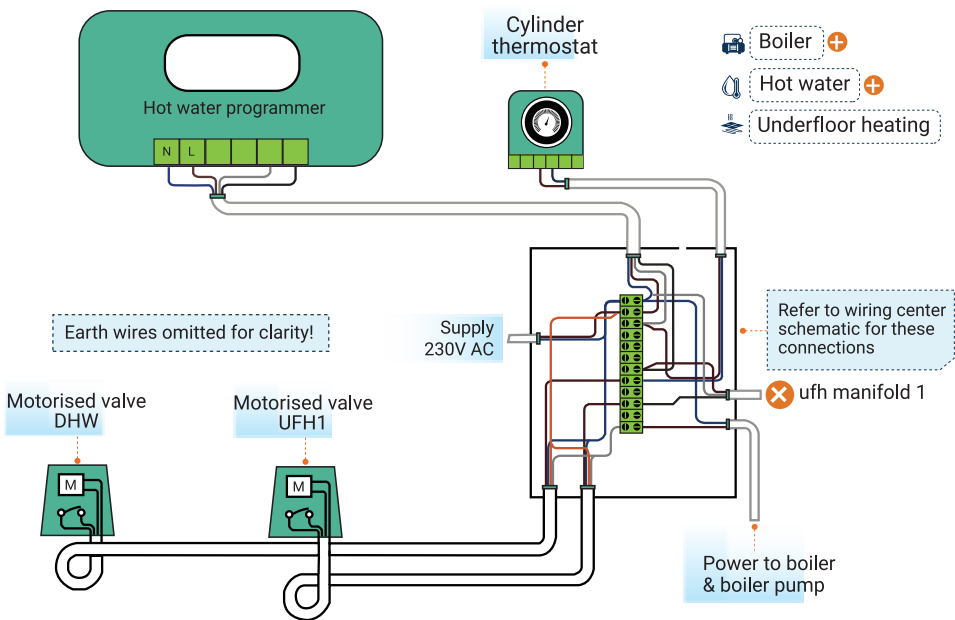 Cylinder
thermostat
Boiler
Hot water
Underfloor heating
Hot water programmer
N L
Earth wires omitted for clarity!
Supply
230V AC
Refer to wiring center
schematic for these
connections
ufh manifold 1
Motorised valve
DHW
Motorised valve
UFH1
M
M
Power to boiler
& boiler pump